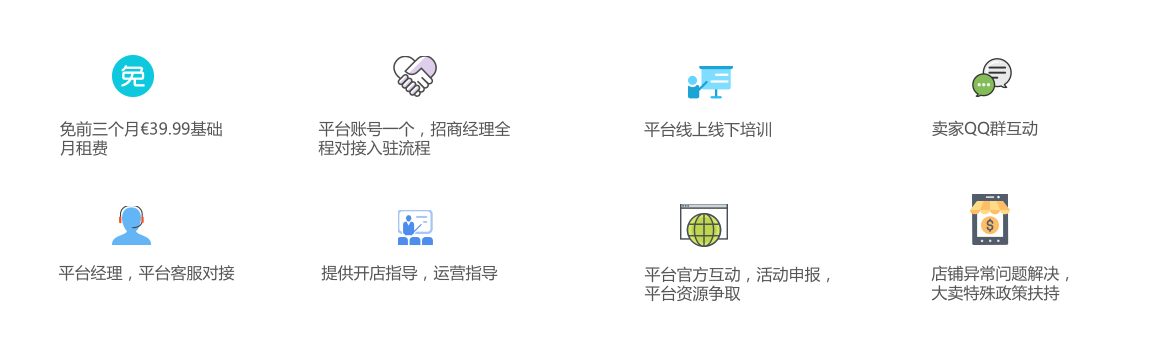 免
免前三个月€39.99基础
月租费
平台账号一个，招商经理全
程对接入驻流程
平台线上线下培训
卖家QQ群互动
平台经理，平台客服对接
提供开店指导，运营指导
平台官方互动，活动申报，
平台资源争取
$
店铺异常问题解决，
大卖特殊政策扶持